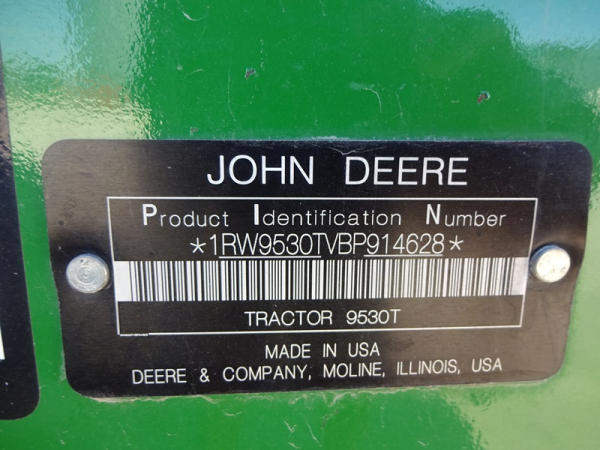 JOHN DEERE
Product Identification Number
*1RW9530TVBP914628*
TRACTOR 9530T
MADE IN USA
DEERE & COMPANY, MOLINE, ILLINOIS, USA